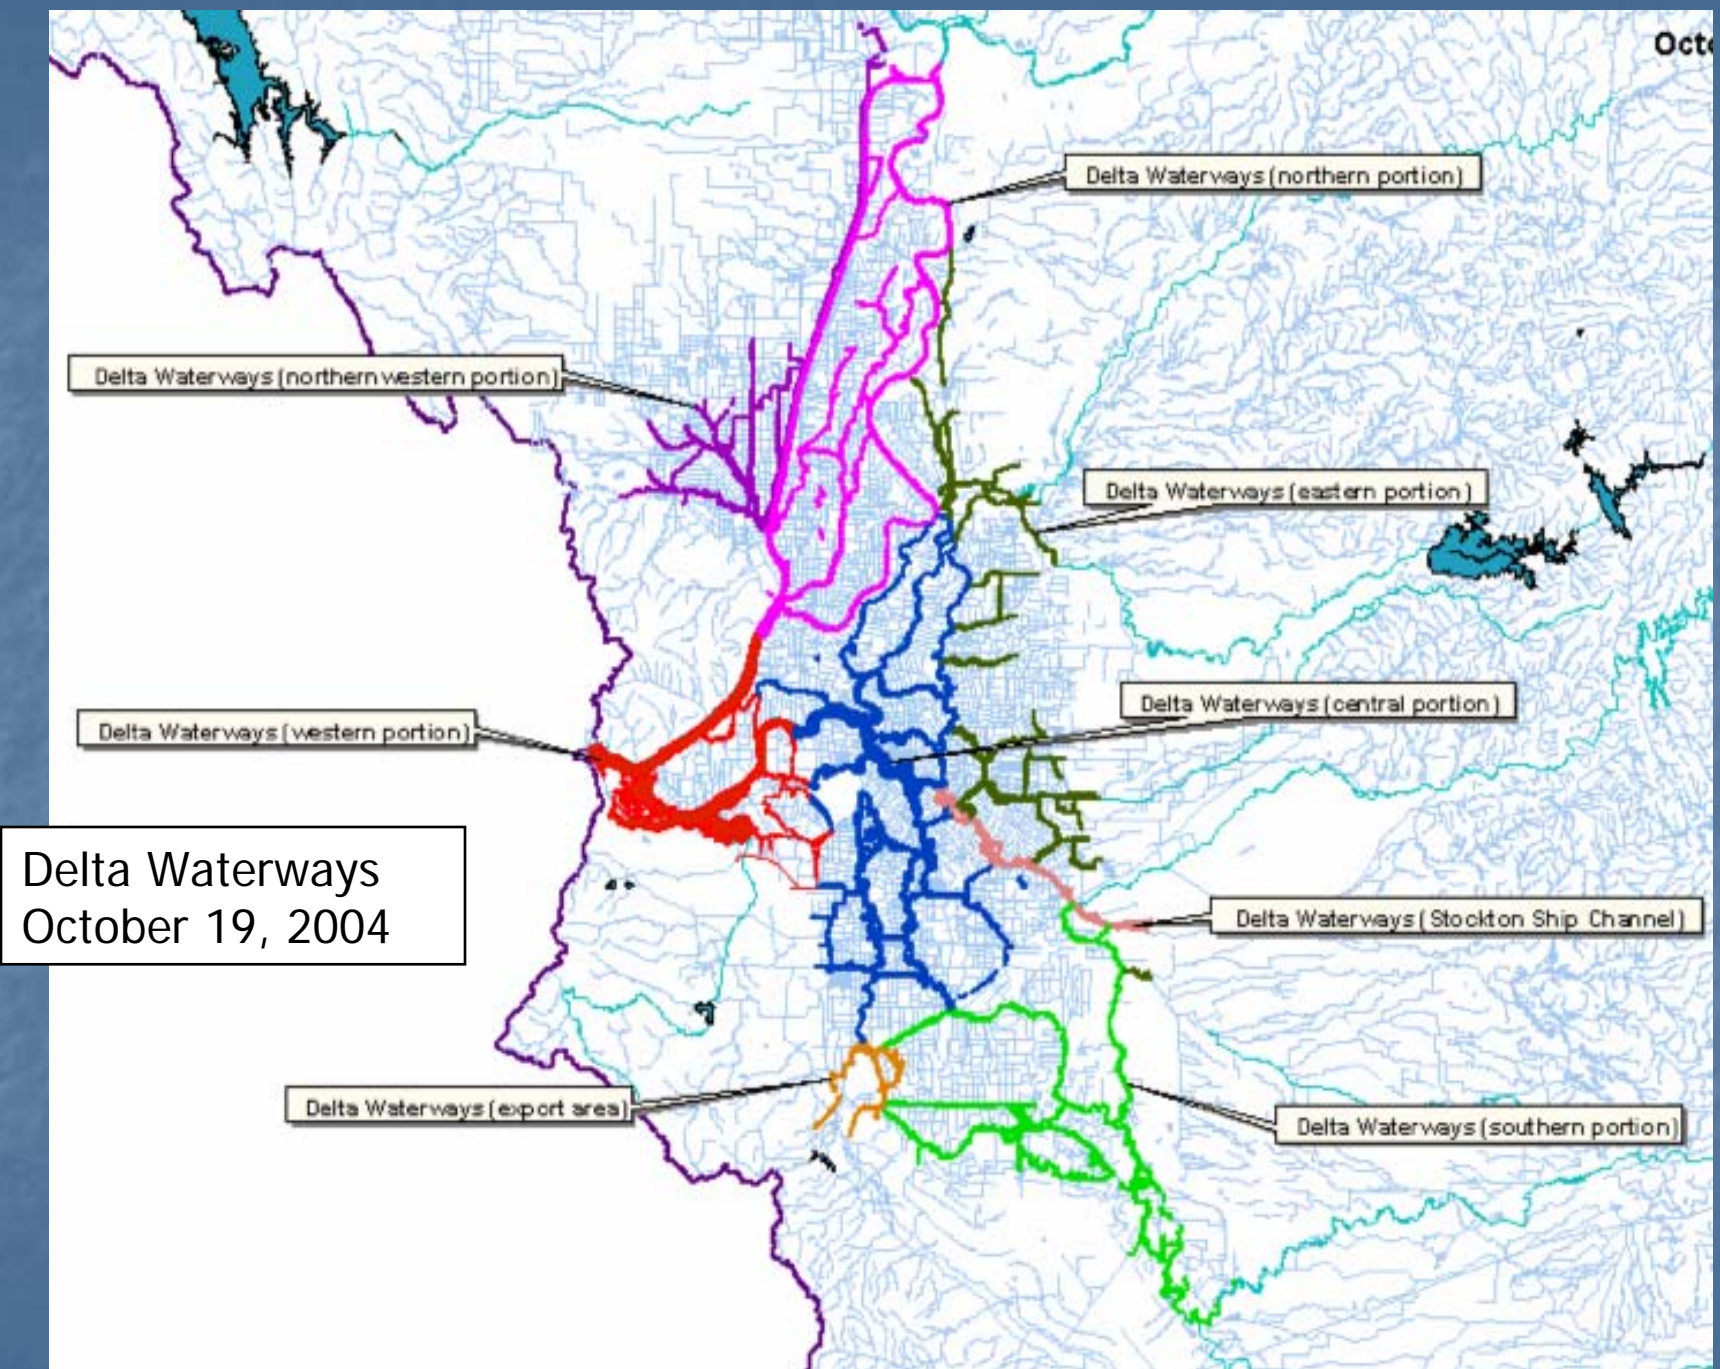 Octo
Delta Waterways (northern portion)
Delta Waterways (northern western portion)
Delta Waterways (eastern portion)
Delta Waterways (central portion)
Delta Waterways (western portion)
Delta Waterways
October 19, 2004
Delta Waterways (Stockton Ship Channel)
Delta Waterways (export area)
Delta Waterways (southern portion)